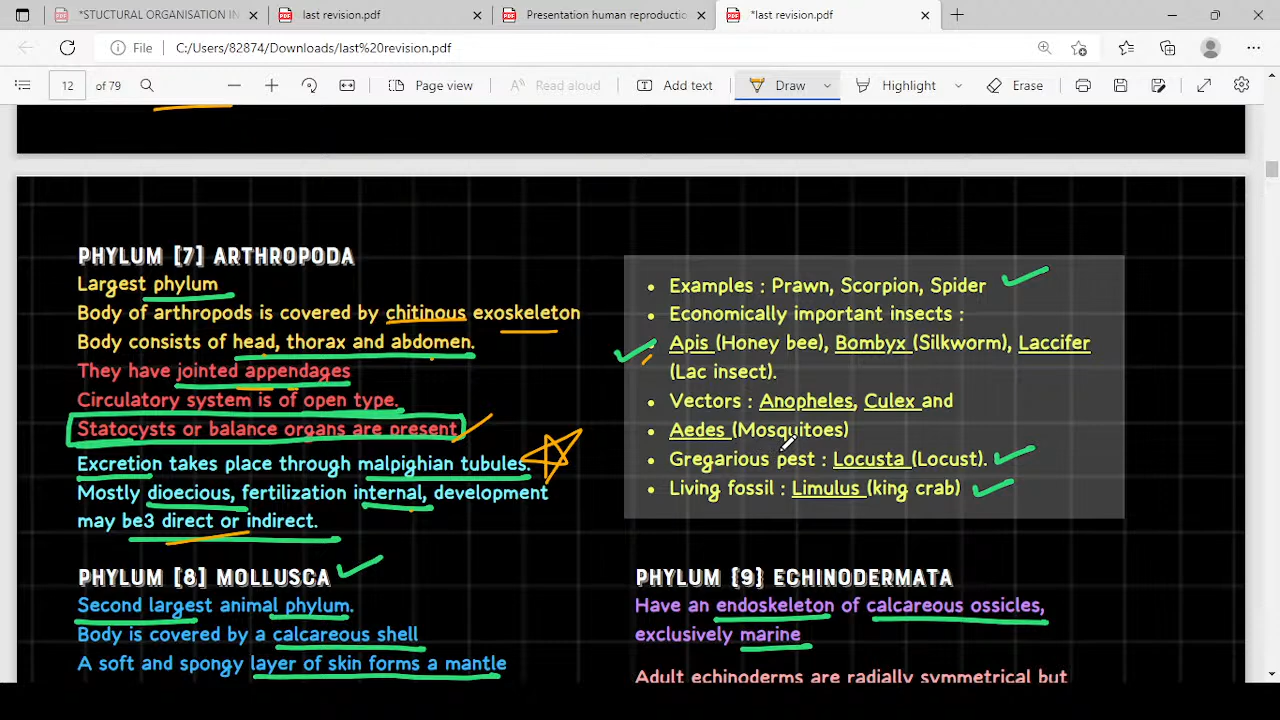 *STUCTURAL ORGANISATION IN
last revision.pdf
Presentation human reproductio
*last revision.pdf
File
C:/Users/82874/Downloads/last%20revision.pdf
12 of 79
Page view
Read aloud
Add text
Draw
Highlight
Erase
PHYLUM [7] ARTHROPODA
Largest phylum
Body of arthropods is covered by chitinous exoskeleton
Body consists of head, thorax and abdomen.
They have jointed appendages
Circulatory system is of open type.
Statocysts or balance organs are present
Excretion takes place through malpighian tubules.
Mostly dioecious, fertilization internal, development
may be3 direct or indirect.
• Examples : Prawn, Scorpion, Spider
• Economically important insects :
• Apis (Honey bee), Bombyx (Silkworm), Laccifer
(Lac insect).
• Vectors : Anopheles, Culex and
• Aedes (Mosquitoes)
• Gregarious pest : Locusta (Locust).
• Living fossil : Limulus (king crab)
PHYLUM [8] MOLLUSCA
Second largest animal phylum.
Body is covered by a calcareous shell
A soft and spongy layer of skin forms a mantle
PHYLUM {9} ECHINODERMATA
Have an endoskeleton of calcareous ossicles,
exclusively marine
Adult echinoderms are radially symmetrical but